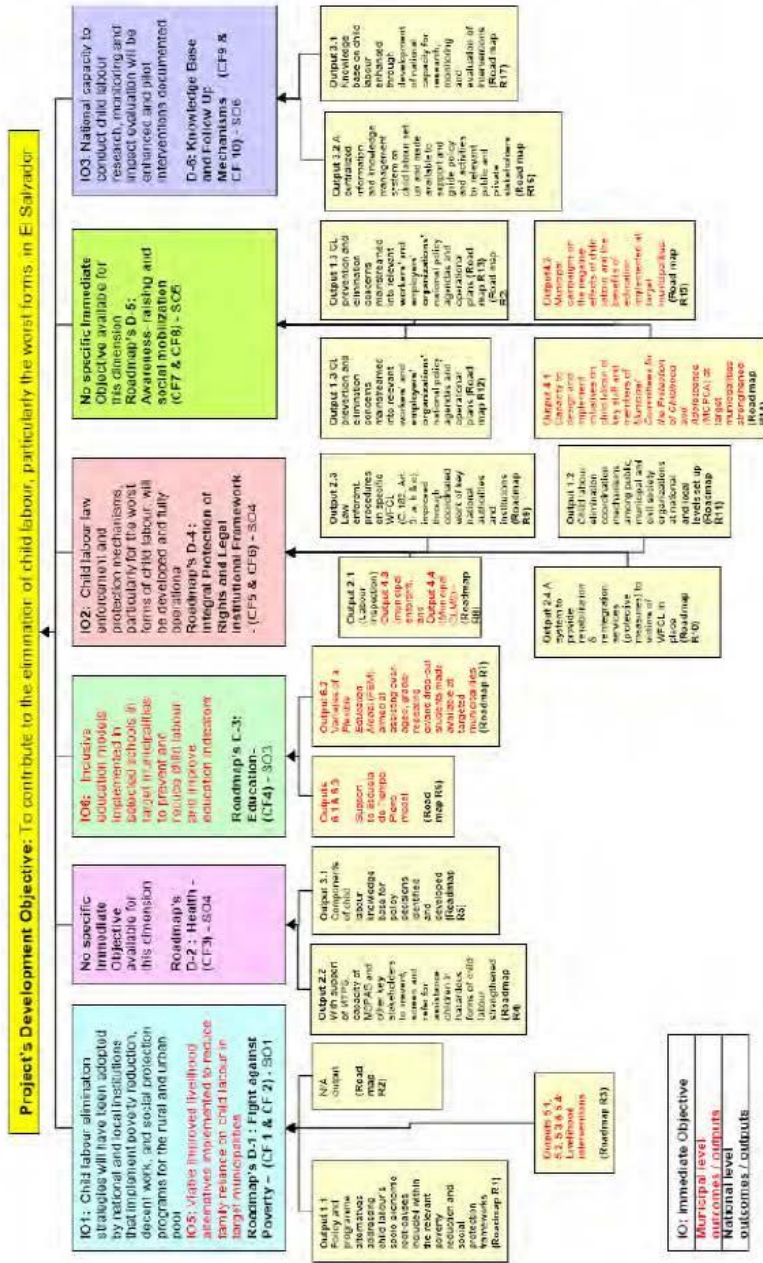 Project's Development Objective: To contribute to the elimination of child labour, particularly the worst forms, in El Salvador
IO1: Child labour elimination
strategies will have been adopted
by national and local institutions
that implement poverty reduction,
decent work, and social protection
programs for the rural and urban
poor
IO5: Viable improved livelihood
alternatives implemented to reduce
family reliance on child labour in
target municipalities
Roadmap's D-1: Fight against
Poverty – (CF 1 & CF 2) - SO1
No specific
Immediate
Objective
available for
this dimension
Roadmap's
D-2 : Health –
(CF3) – SO4
IO6: Inclusive
education models
implemented in
selected schools in
target municipalities
to prevent and
reduce child labour
and improve
education indicators
Roadmap's C-3:
Education-
(CF4) - SO3
IO2: Child labour law
enforcement and
protection mechanisms,
particularly for the worst
forms of child labour, will
be developed and fully
operational
Roadmap's D-4:
Integral Protection of
Rights and Legal
Institutional Framework
- (CF5 & CF6) - SO4
No specific Immediate
Objective available for
this dimension
Roadmap's D-5:
Awareness- raising and
social mobilization
(CF7 & CF8) – SO5
IO3: National capacity to
conduct child labour
research, monitoring and
impact evaluation will be
enhanced and pilot
interventions documented
D-6: Knowledge Base
and Follow Up
Mechanisms (CF9 &
CF 10) - SO6
Output 1.1
Policy and
programme
alternatives
addressing
child labour's
socio economic
root-causes
included within
the relevant
poverty
reduction and
social
protection
frameworks
(Roadmap R1)
N/A
output
(Road
map
R2)
Outputs 5.1,
5.2, 5.3 & 5.4:
Livelihood
interventions
(Roadmap R3)
Output 2.2
With support
of
capacity of
and
other key
stakeholders
to prevent,
screen and
refer for
assistance
children in
hazardous
forms of child
labour
strengthened
(Roadmap
R4)
Output 3.1
Components
of child
labour
knowledge
base for
policy
decisions
identified
and
developed
(Roadmap
R5)
Outputs
6.1 & 6.3
Support to Escuela
de Tiempo
Pleno
model
(Road
map R6)
Output 6.2
Varieties of a
Flexible
Education
Model (FEM)
aimed at
assisting over-
aged, grade-
repeating
and drop-out
students made
available at
targeted
municipalities
(Roadmap
Output 2.1
(Labour
inspection)
Output 4.3
(municipal
enforcent.
and
Output 4.4
(Municipal
(Roadmap
R8)
Output 2.3
Law
enforcent.
procedures
on specific
WFCL
(C. 182, Art.
3: a, b & c)
improved
through
coordinated
work of key
national
authorities
and
institutions
(Roadmap
R9)
Output 2.4 A
system to
provide
rehabilitation
&
reintegration
services
(protective
measures) to
victims of
WFCL in
place
(Roadmap
R10)
Output 1.2
Child labour
elimination
coordination
mechanisms
among public,
municipal and
civil society
organizations
at national
and local
levels set up
(Roadmap
R11)
Output 1.3 CL
prevention and
elimination
concerns
mainstreamed
into relevant
workers' and
employers'
organizations'
national policy
agendas and
operational
plans (Road
map R12)
Output 1.3 CL
prevention and
elimination
concerns
mainstreamed
into relevant
workers' and
employers'
organizations'
national policy
agendas and
operational
plans (Road
map R13)
(Road map
R2.
Output 4.1
Capacity to
design and
implement
initiatives on
elimination of
key staff and
members of
Municipal
Committees for
the Protection
of Childhood
and
Adolescence
(MCPCA) at
target
municipalities
strengthened
(Roadmap
R14)
Output4.2
Municipal
campaigns on
the negative
effects of child
labour and the
benefits of
education
implemented at
target
municipalities.
(Road map
R15)
Output 3.2 A
centralized
information
and knowledge
management
system on
child labour set
up and made
available to
support and
guide policy
and activities
to relevant
public and
private
stakeholders
(Road map
R16)
Output 3.1
Knowledge
base on child
labour
enhanced
through
development
of national
capacity for
research,
monitoring
and
evaluation of
interventions
(Road map
R17)
IO: Immediate Objective
Municipal level
outcomes / outputs
National level
outcomes / outputs